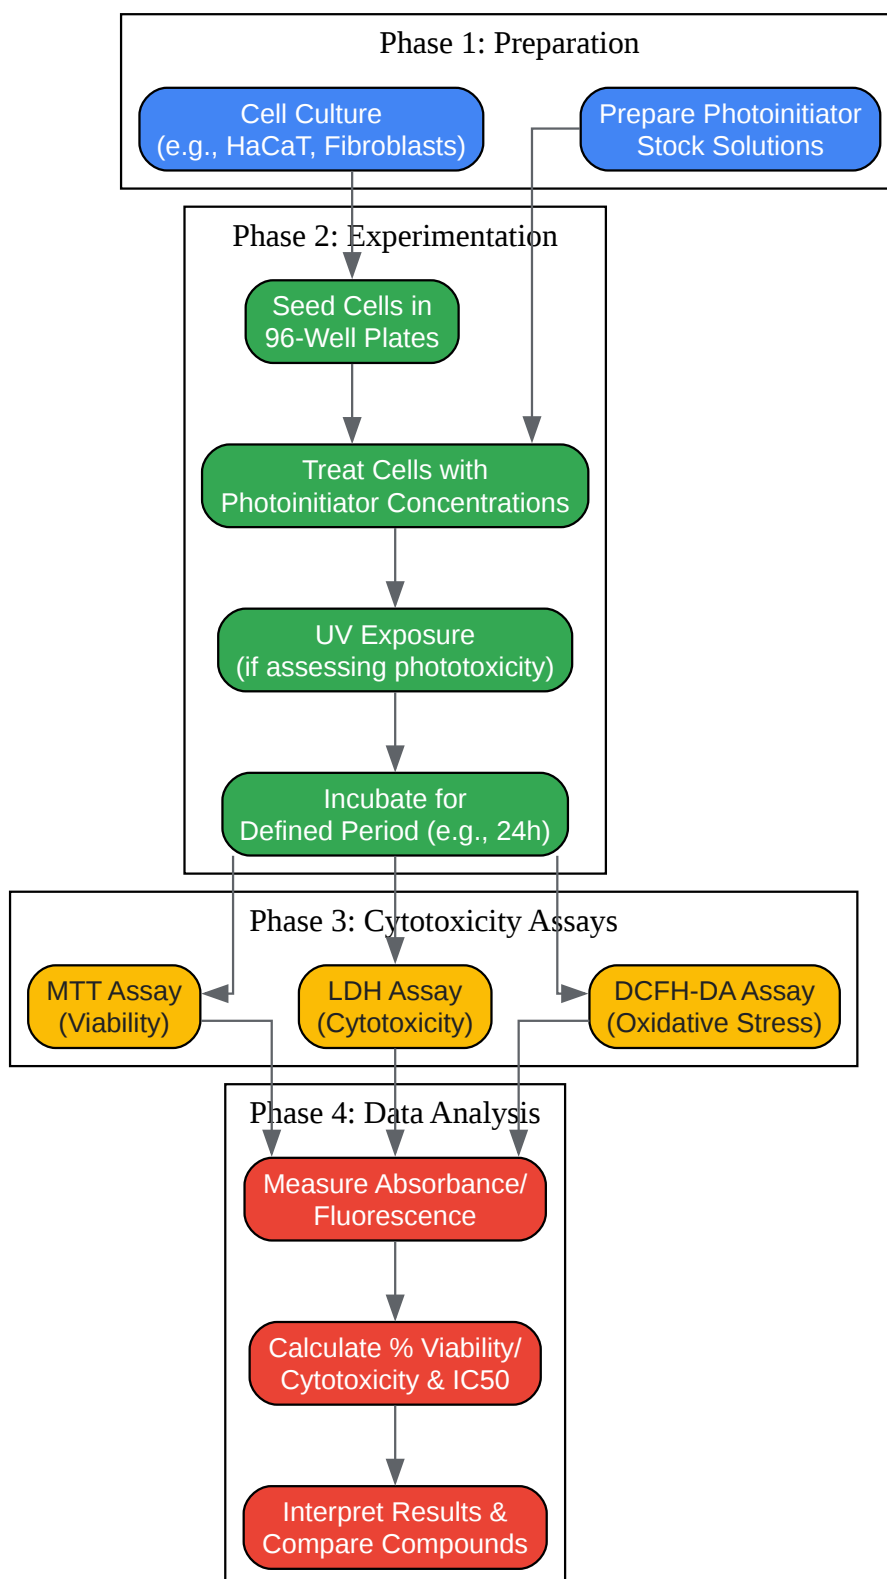 Phase 1: Preparation
Cell Culture
(e.g., HaCaT, Fibroblasts)
Prepare Photoinitiator
Stock Solutions
Phase 2: Experimentation
Seed Cells in
96-Well Plates
Treat Cells with
Photoinitiator Concentrations
UV Exposure
(if assessing phototoxicity)
Incubate for
Defined Period (e.g., 24h)
Phase 3: Cytotoxicity Assays
MTT Assay
(Viability)
LDH Assay
(Cytotoxicity)
DCFH-DA Assay
(Oxidative Stress)
Phase 4: Data Analysis
Measure Absorbance/
Fluorescence
Calculate % Viability/
Cytotoxicity & IC50
Interpret Results &
Compare Compounds